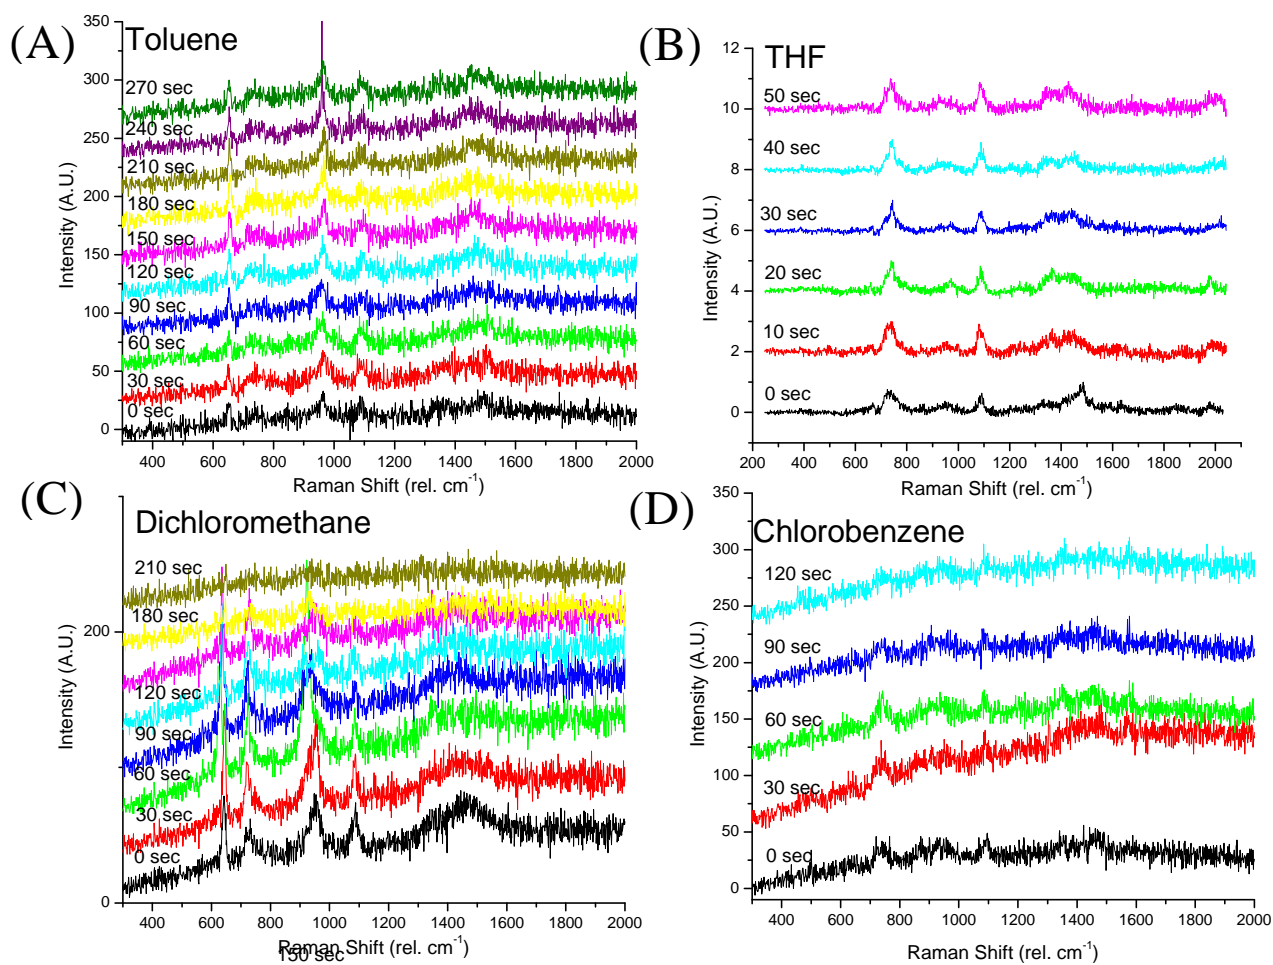 (A)
Toluene
350
300
250
200
150
100
50
0
Intensity (A.U.)
270 sec
240 sec
210 sec
180 sec
150 sec
120 sec
90 sec
60 sec
30 sec
0 sec
400 600 800 1000 1200 1400 1600 1800 2000
Raman Shift (rel. cm⁻¹)
(B)
THF
12
10
8
6
4
2
0
Intensity (A.U.)
50 sec
40 sec
30 sec
20 sec
10 sec
0 sec
200 400 600 800 1000 1200 1400 1600 1800 2000
Raman Shift (rel. cm⁻¹)
(C)
Dichloromethane
200
0
Intensity (A.U.)
210 sec
180 sec
120 sec
90 sec
60 sec
30 sec
0 sec
400 600 800 1000 1200 1400 1600 1800 2000
Raman Shift (rel. cm⁻¹)
150 sec
(D)
Chlorobenzene
350
300
250
200
150
100
50
0
Intensity (A.U.)
120 sec
90 sec
60 sec
30 sec
0 sec
400 600 800 1000 1200 1400 1600 1800 2000
Raman Shift (rel. cm⁻¹)